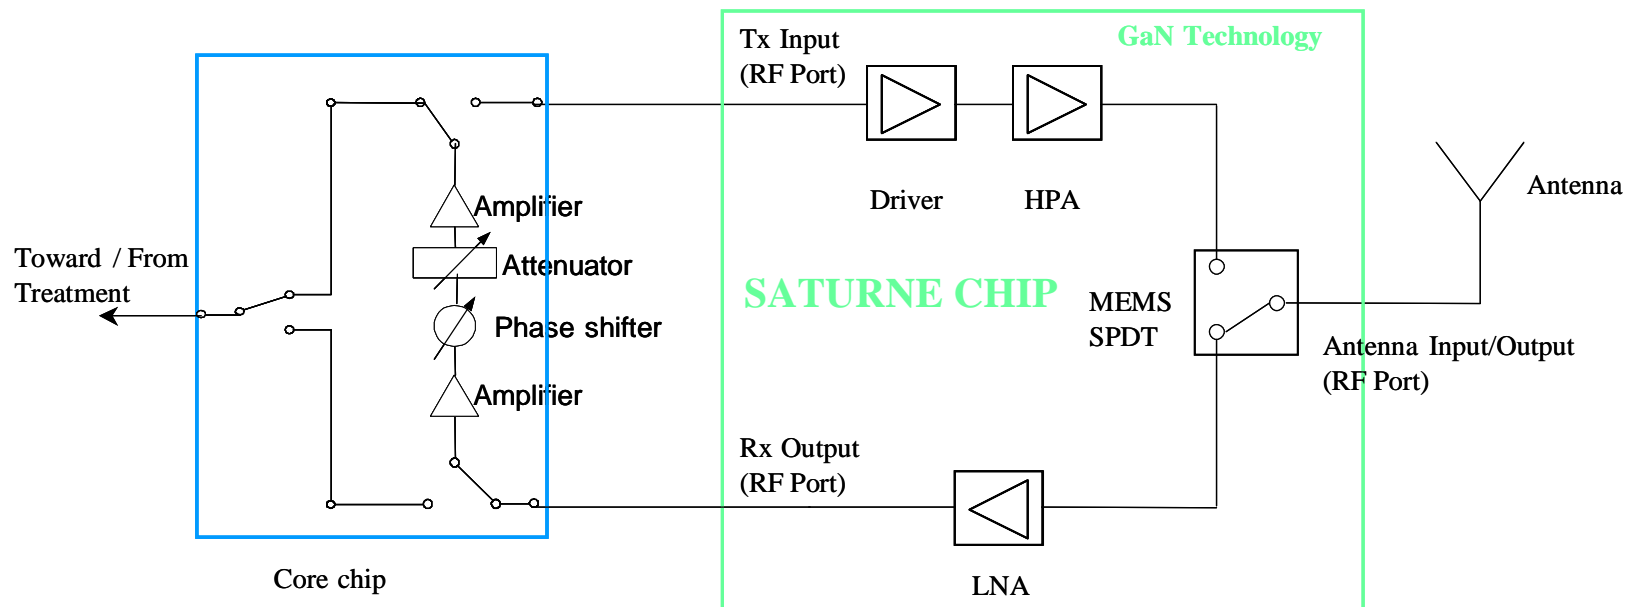 Tx Input
(RF Port)
GaN Technology
Driver
HPA
Antenna
Amplifier
Attenuator
Phase shifter
Amplifier
Toward / From
Treatment
SATURNE CHIP
MEMS
SPDT
Antenna Input/Output
(RF Port)
Rx Output
(RF Port)
LNA
Core chip